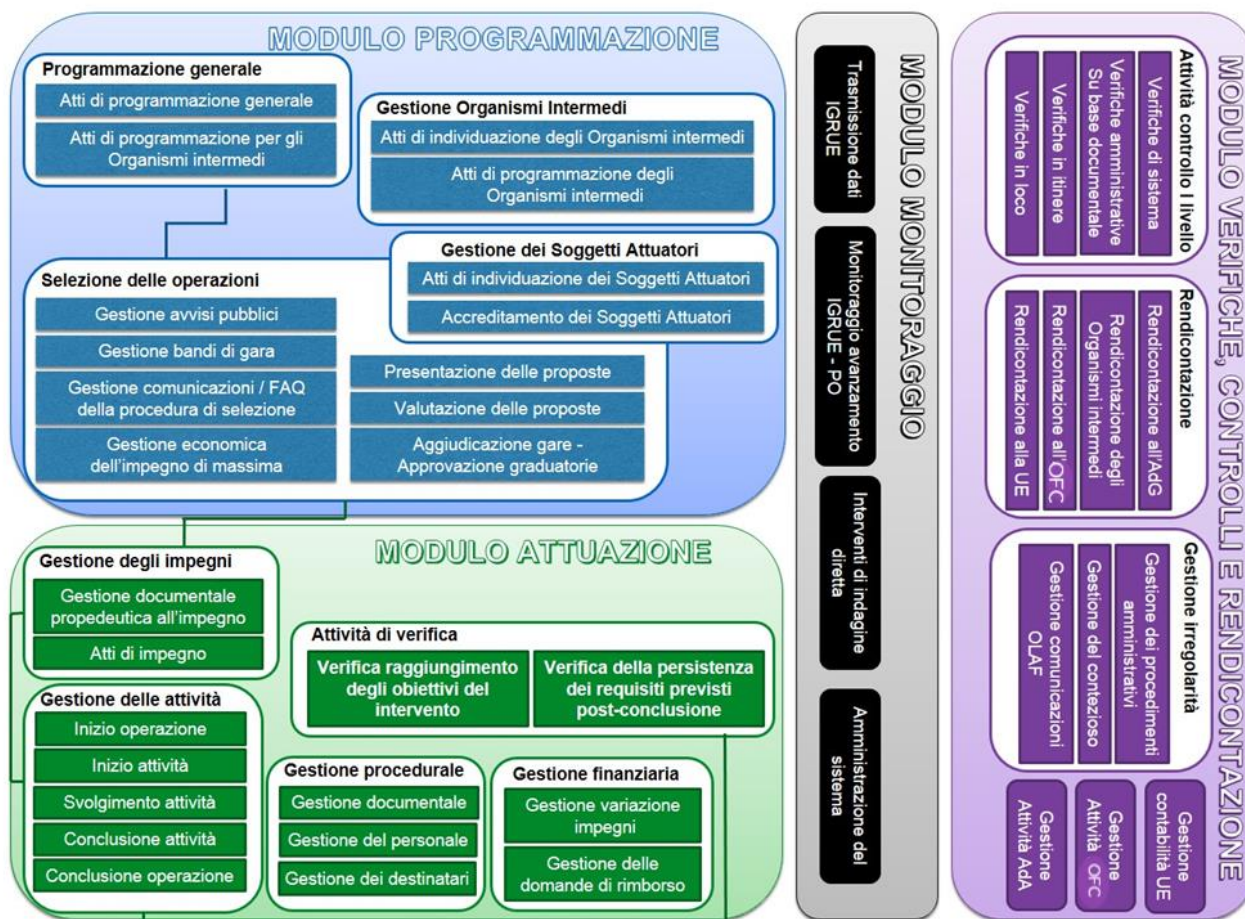 MODULO PROGRAMMAZIONE
Programmazione generale
Atti di programmazione generale
Atti di programmazione per gli
Organismi intermedi
Gestione Organismi Intermedi
Atti di individuazione degli Organismi intermedi
Atti di programmazione degli
Organismi intermedi
Gestione dei Soggetti Attuatori
Atti di individuazione dei Soggetti Attuatori
Accreditamento dei Soggetti Attuatori
Selezione delle operazioni
Gestione avvisi pubblici
Gestione bandi di gara
Gestione comunicazioni / FAQ
della procedura di selezione
Gestione economica
dell'impegno di massima
Presentazione delle proposte
Valutazione delle proposte
Aggiudicazione gare -
Approvazione graduatorie
MODULO ATTUAZIONE
Gestione degli impegni
Gestione documentale
propedeutica all'impegno
Atti di impegno
Attività di verifica
Verifica raggiungimento
degli obiettivi del
intervento
Verifica della persistenza
dei requisiti previsti
post-conclusione
Gestione delle attività
Inizio operazione
Inizio attività
Svolgimento attività
Conclusione attività
Conclusione operazione
Gestione procedurale
Gestione documentale
Gestione del personale
Gestione dei destinatari
Gestione finanziaria
Gestione variazione
impegni
Gestione delle
domande di rimborso
MODULO MONITORAGGIO
Trasmissione dati
IGRUE
Monitoraggio avanzamento
IGRUE - PO
Interventi di indagine
diretta
Amministrazione del
sistema
MODULO VERIFICHE, CONTROLLI E RENDICONTAZIONE
Attività controllo I livello
Verifiche di sistema
Verifiche amministrative
Su base documentale
Verifiche in itinere
Verifiche in loco
Rendicontazione
Rendicontazione all'AdG
Rendicontazione degli
Organismi intermedi
Rendicontazione all'OFC
Rendicontazione alla UE
Gestione irregolarità
Gestione dei procedimenti
amministrativi
Gestione del contezioso
Gestione comunicazioni
OLAF
Gestione
contabilità UE
Gestione
Attività OFC
Gestione
Attività AdA